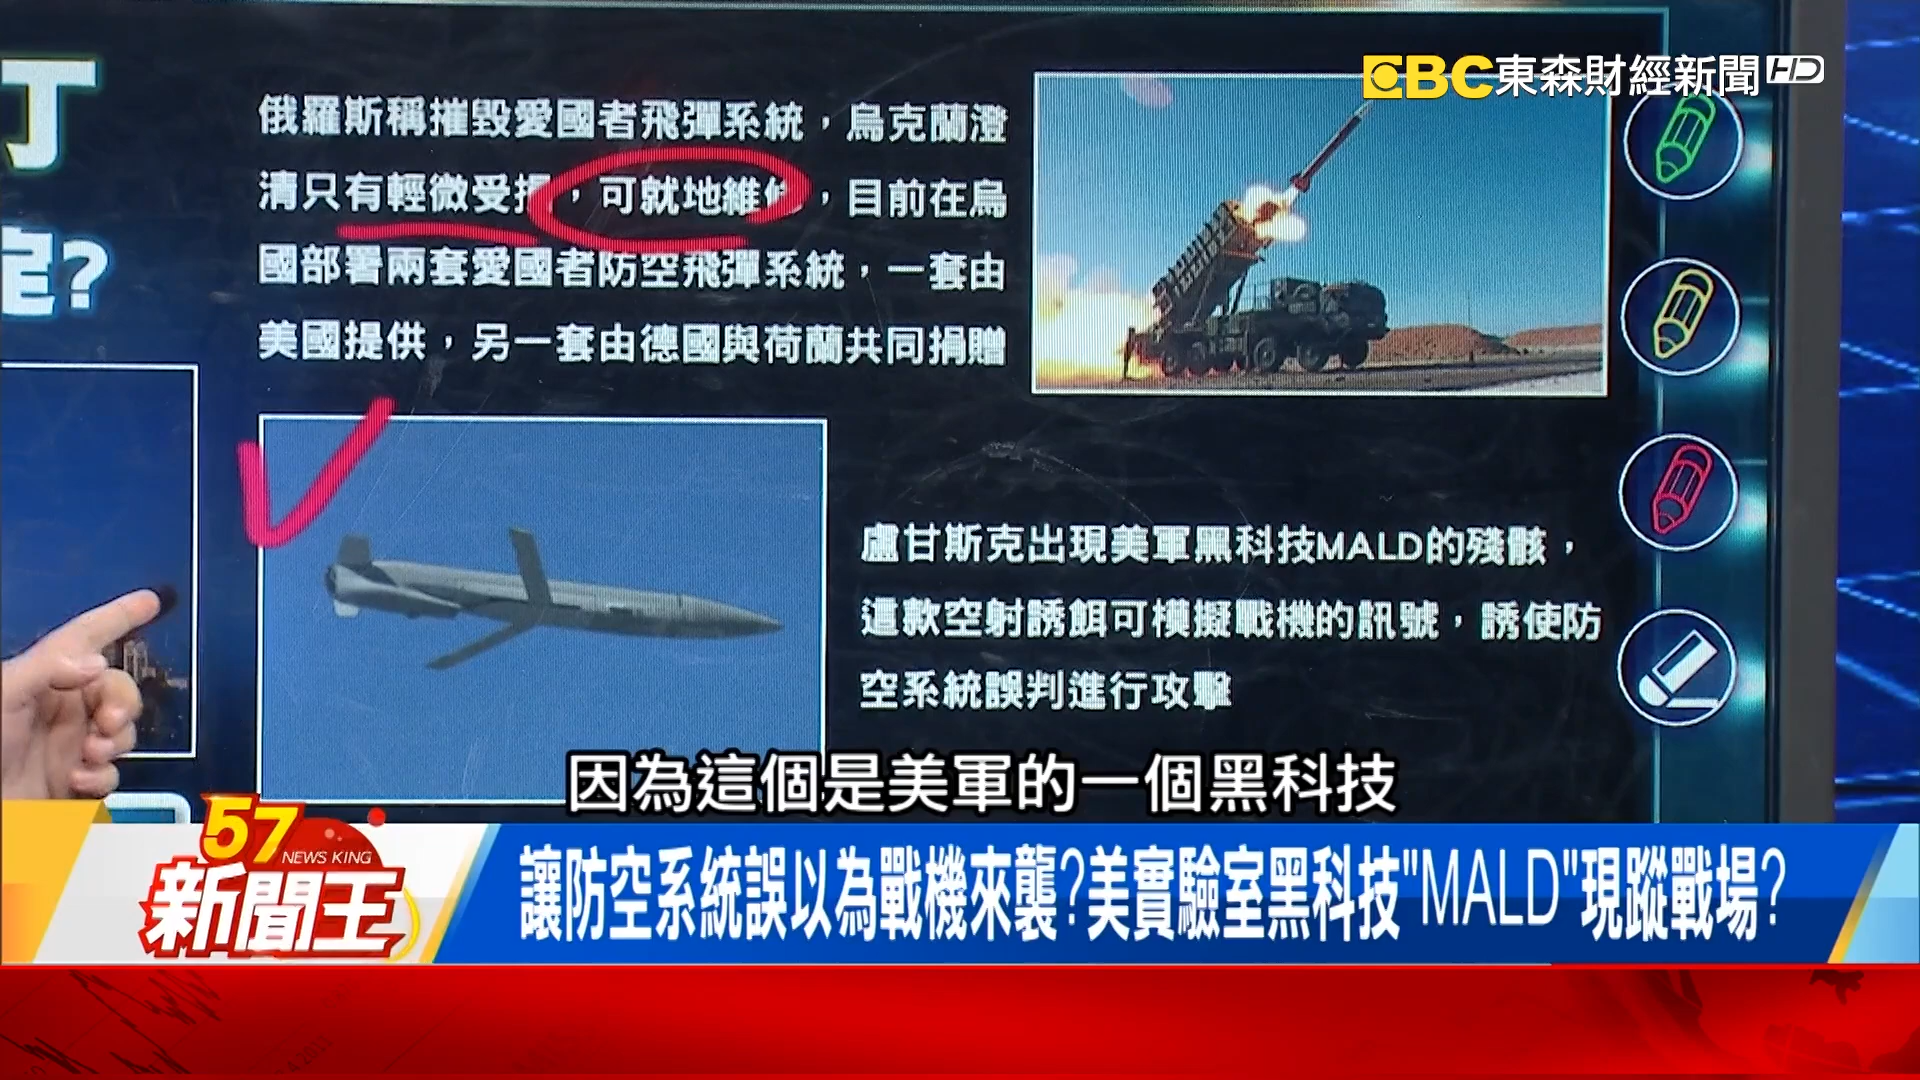 EBC東森財經新聞HD
丁
定?
俄羅斯稱摧毀愛國者飛彈系統，烏克蘭澄
清只有輕微受損，可就地維修，目前在烏
國部署兩套愛國者防空飛彈系統，一套由
美國提供，另一套由德國與荷蘭共同捐贈
盧甘斯克出現美軍黑科技MALD的殘骸，
這款空射誘餌可模擬戰機的訊號，誘使防
空系統誤判進行攻擊
因為這個是美軍的一個黑科技
57
NEWS KING
新聞王
讓防空系統誤以為戰機來襲?美實驗室黑科技"MALD"現蹤戰場?